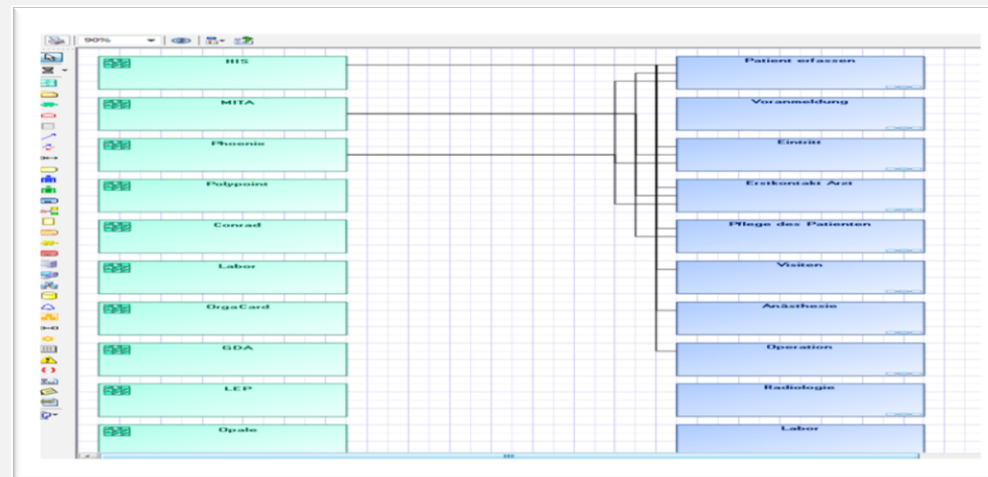 90%
HIS
Patient erfassen
MITA
Voranmeldung
Phoenix
Eintritt
Polypoint
Erstkontakt Arzt
Conrad
Pflege des Patienten
Labor
Visiten
OrgaCard
Anästhesie
GDA
Operation
LEP
Radiologie
Opale
Labor